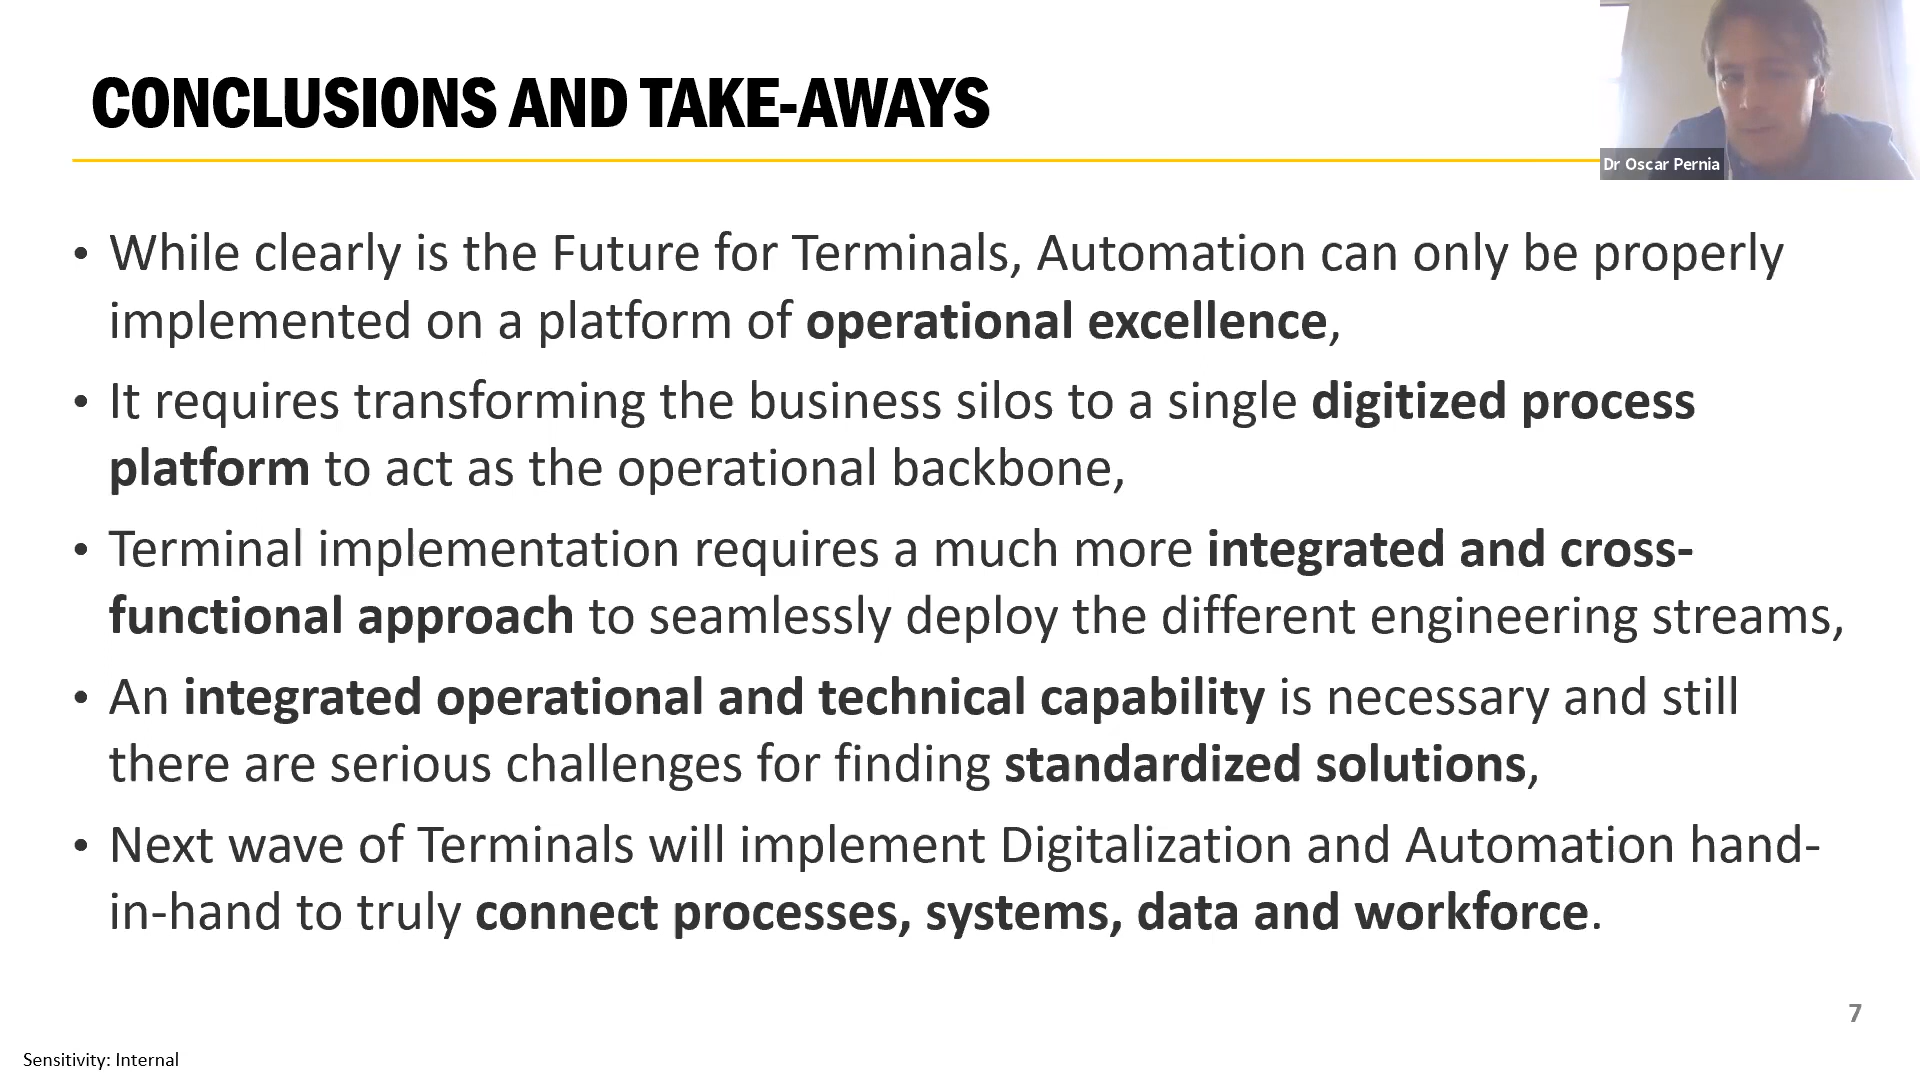 CONCLUSIONS AND TAKE-AWAYS
Dr Oscar Pernia
• While clearly is the Future for Terminals, Automation can only be properly
implemented on a platform of operational excellence,
• It requires transforming the business silos to a single digitized process
platform to act as the operational backbone,
• Terminal implementation requires a much more integrated and cross-
functional approach to seamlessly deploy the different engineering streams,
• An integrated operational and technical capability is necessary and still
there are serious challenges for finding standardized solutions,
• Next wave of Terminals will implement Digitalization and Automation hand-
in-hand to truly connect processes, systems, data and workforce.
7
Sensitivity: Internal